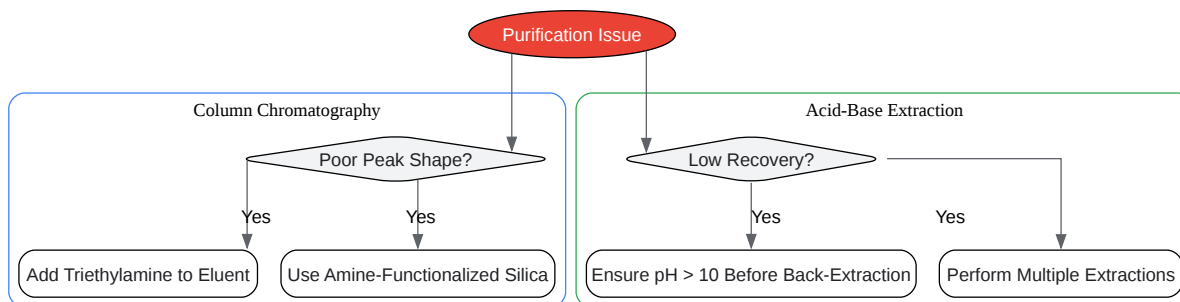 Purification Issue
Column Chromatography
Acid-Base Extraction
Poor Peak Shape?
Low Recovery?
Yes
Yes
Yes
Yes
Add Triethylamine to Eluent
Use Amine-Functionalized Silica
Ensure pH > 10 Before Back-Extraction
Perform Multiple Extractions